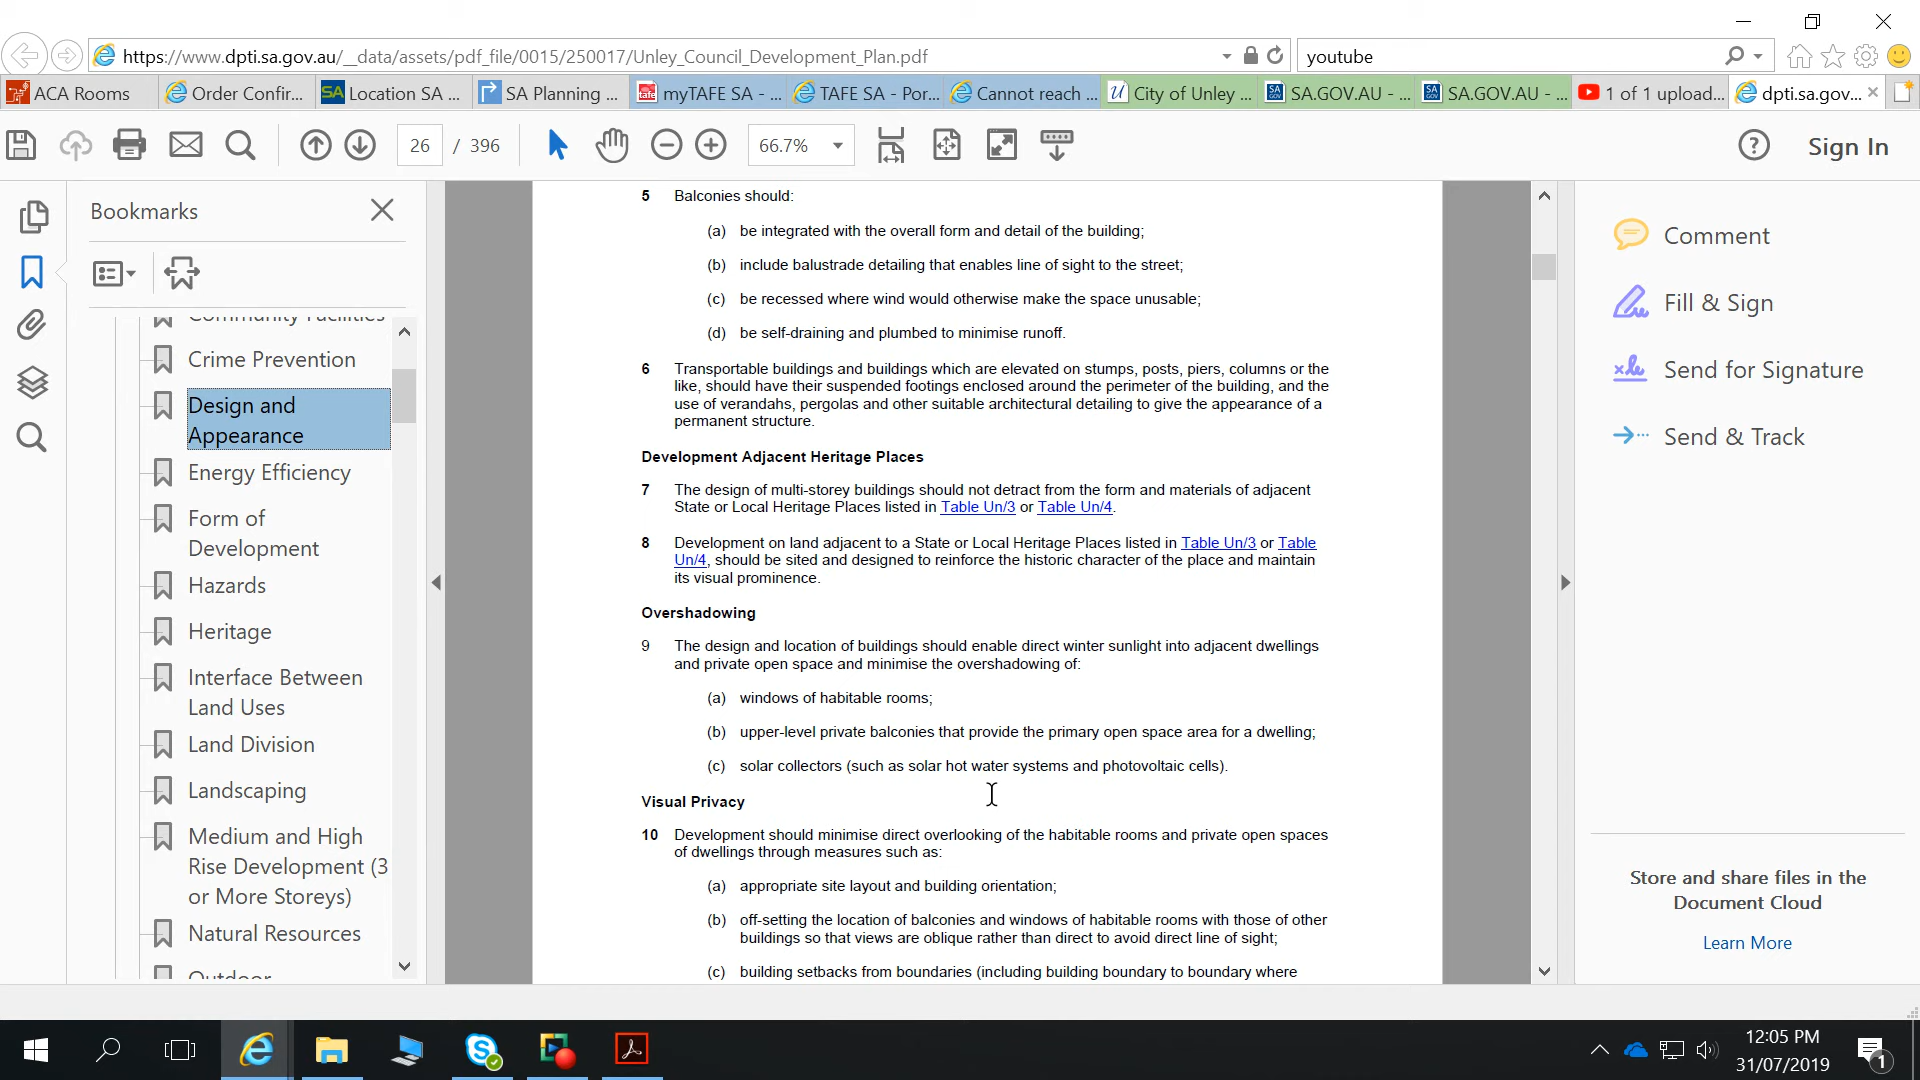 https://www.dpti.sa.gov.au/__data/assets/pdf_file/0015/250017/Unley_Council_Development_Plan.pdf
youtube
ACA Rooms
Order Confir...
Location SA ...
SA Planning ...
myTAFE SA - ...
TAFE SA - Por...
Cannot reach ...
City of Unley ...
SA.GOV.AU - ...
SA.GOV.AU - ...
1 of 1 upload...
dpti.sa.gov...
26 / 396
66.7%
Sign In
Bookmarks
Community Facilities
Crime Prevention
Design and
Appearance
Energy Efficiency
Form of
Development
Hazards
Heritage
Interface Between
Land Uses
Land Division
Landscaping
Medium and High
Rise Development (3
or More Storeys)
Natural Resources
Outdoor
5 Balconies should:
(a) be integrated with the overall form and detail of the building;
(b) include balustrade detailing that enables line of sight to the street;
(c) be recessed where wind would otherwise make the space unusable;
(d) be self-draining and plumbed to minimise runoff.
6 Transportable buildings and buildings which are elevated on stumps, posts, piers, columns or the
like, should have their suspended footings enclosed around the perimeter of the building, and the
use of verandahs, pergolas and other suitable architectural detailing to give the appearance of a
permanent structure.
Development Adjacent Heritage Places
7 The design of multi-storey buildings should not detract from the form and materials of adjacent
State or Local Heritage Places listed in Table Un/3 or Table Un/4.
8 Development on land adjacent to a State or Local Heritage Places listed in Table Un/3 or Table
Un/4, should be sited and designed to reinforce the historic character of the place and maintain
its visual prominence.
Overshadowing
9 The design and location of buildings should enable direct winter sunlight into adjacent dwellings
and private open space and minimise the overshadowing of:
(a) windows of habitable rooms;
(b) upper-level private balconies that provide the primary open space area for a dwelling;
(c) solar collectors (such as solar hot water systems and photovoltaic cells).
Visual Privacy
10 Development should minimise direct overlooking of the habitable rooms and private open spaces
of dwellings through measures such as:
(a) appropriate site layout and building orientation;
(b) off-setting the location of balconies and windows of habitable rooms with those of other
buildings so that views are oblique rather than direct to avoid direct line of sight;
(c) building setbacks from boundaries (including building boundary to boundary where
Comment
Fill & Sign
Send for Signature
Send & Track
Store and share files in the
Document Cloud
Learn More
12:05 PM
31/07/2019
1